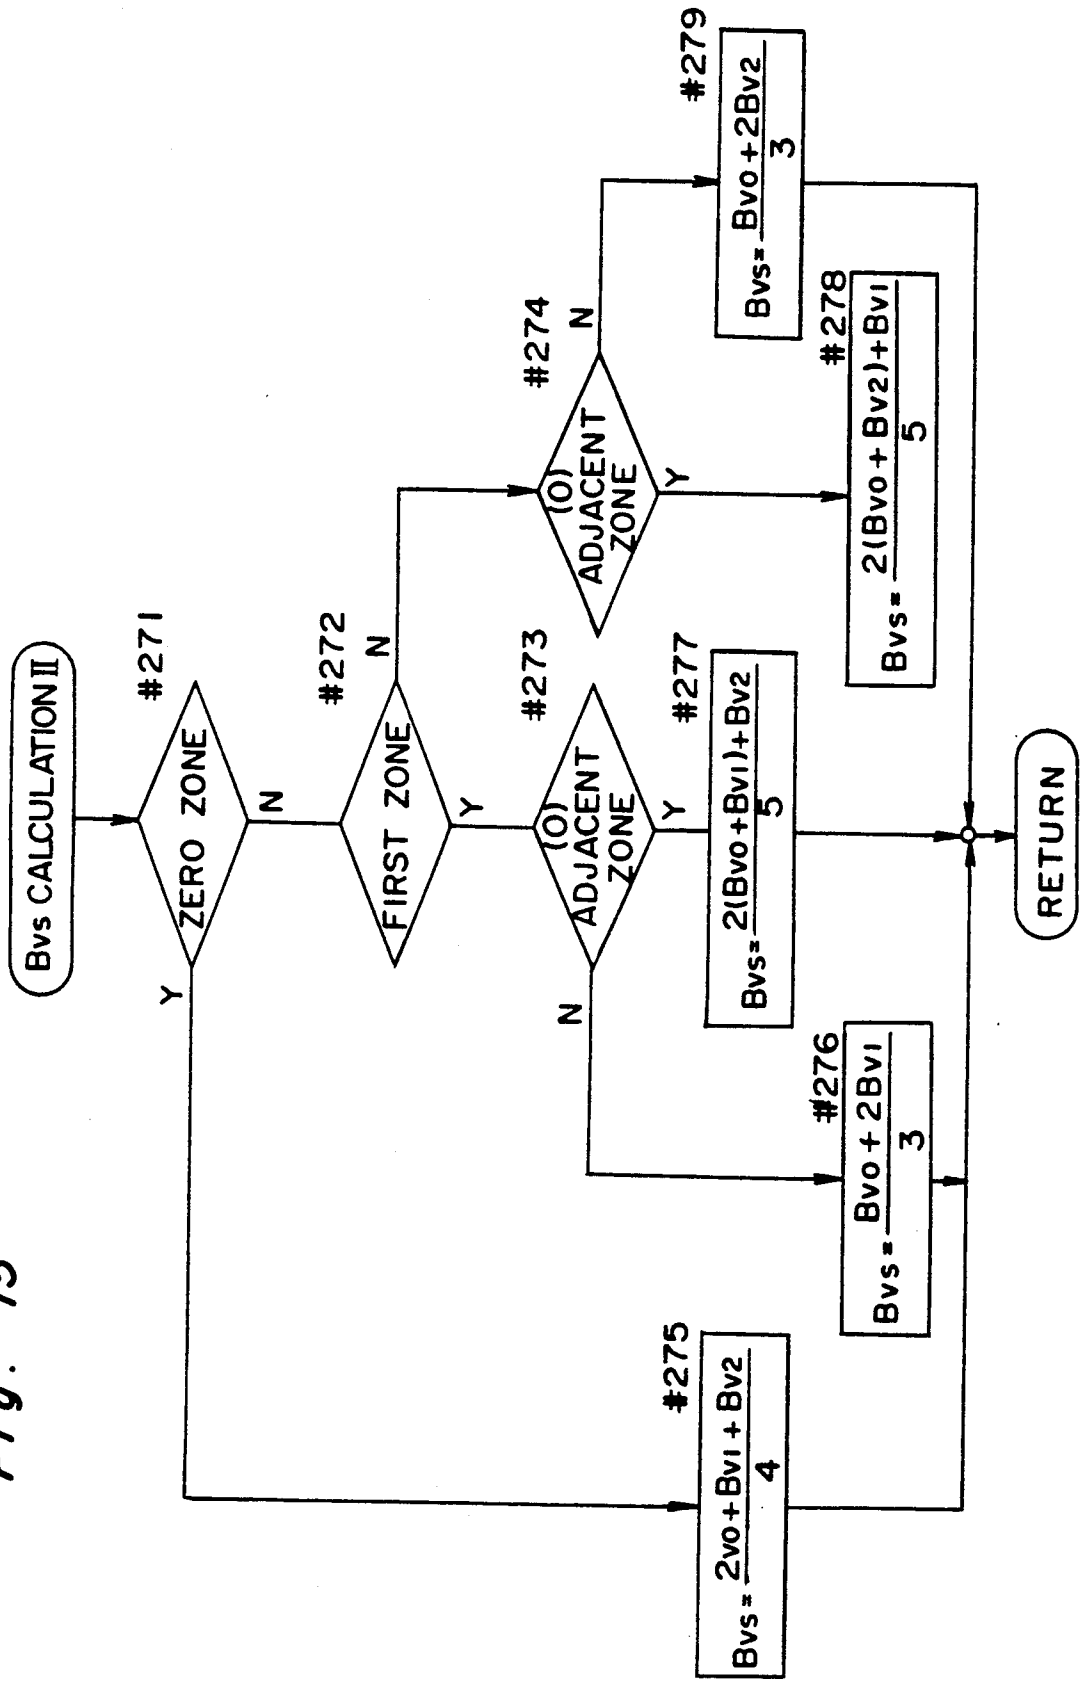 Fig. 15
Bvs CALCULATION II
#271
ZERO ZONE
Y
N
#272
FIRST ZONE
N
Y
#273
(0)
ADJACENT
ZONE
N
Y
#274
(0)
ADJACENT
ZONE
N
Y
#275
Bvs = 2vo + Bv1 + Bv2
4
#276
Bvs = Bvo + 2Bv1
3
#277
Bvs = 2(Bvo + Bv1) + Bv2
5
#278
Bvs = 2(Bvo + Bv2) + Bv1
5
#279
Bvs = Bvo + 2Bv2
3
RETURN